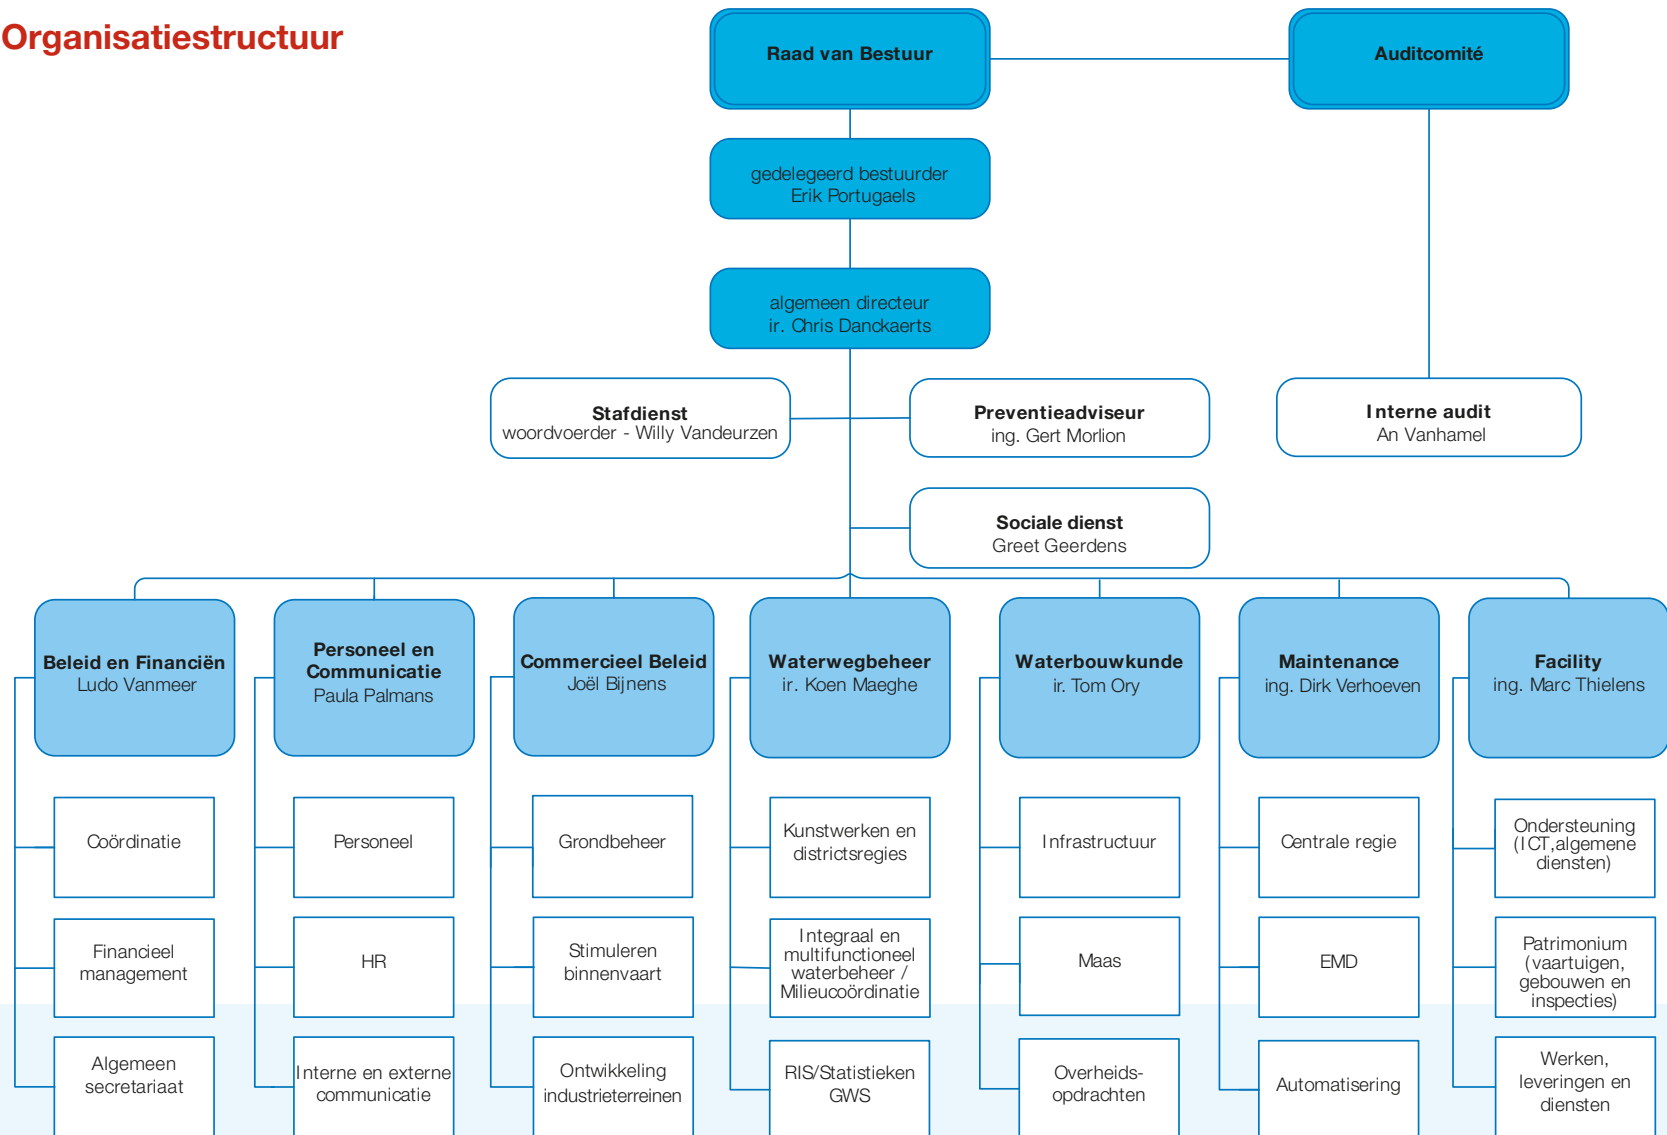 Organisatiestructuur
Raad van Bestuur
Auditcomité
gedelegeerd bestuurder
Erik Portugaels
algemeen directeur
ir. Chris Danckaerts
Stafdienst
woordvoerder - Willy Vandeurzen
Preventieadviseur
ing. Gert Morlion
Interne audit
An Vanhamel
Sociale dienst
Greet Geerdens
Beleid en Financiën
Ludo Vanmeer
Personeel en
Communicatie
Paula Palmans
Commercieel Beleid
Joël Bijnens
Waterwegbeheer
ir. Koen Maeghe
Waterbouwkunde
ir. Tom Ory
Maintenance
ing. Dirk Verhoeven
Facility
ing. Marc Thielens
Coördinatie
Personeel
Grondbeheer
Kunstwerken en
districtsregies
Infrastructuur
Centrale regie
Ondersteuning
(ICT,algemene
diensten)
Financieel
management
HR
Stimuleren
binnenvaart
Integraal en
multifunctioneel
waterbeheer /
Milieucoördinatie
Maas
EMD
Patrimonium
(vaartuigen,
gebouwen en
inspecties)
Algemeen
secretariaat
Interne en externe
communicatie
Ontwikkeling
industrieterreinen
RIS/Statistieken
GWS
Overheids-
opdrachten
Automatisering
Werken,
leveringen en
diensten